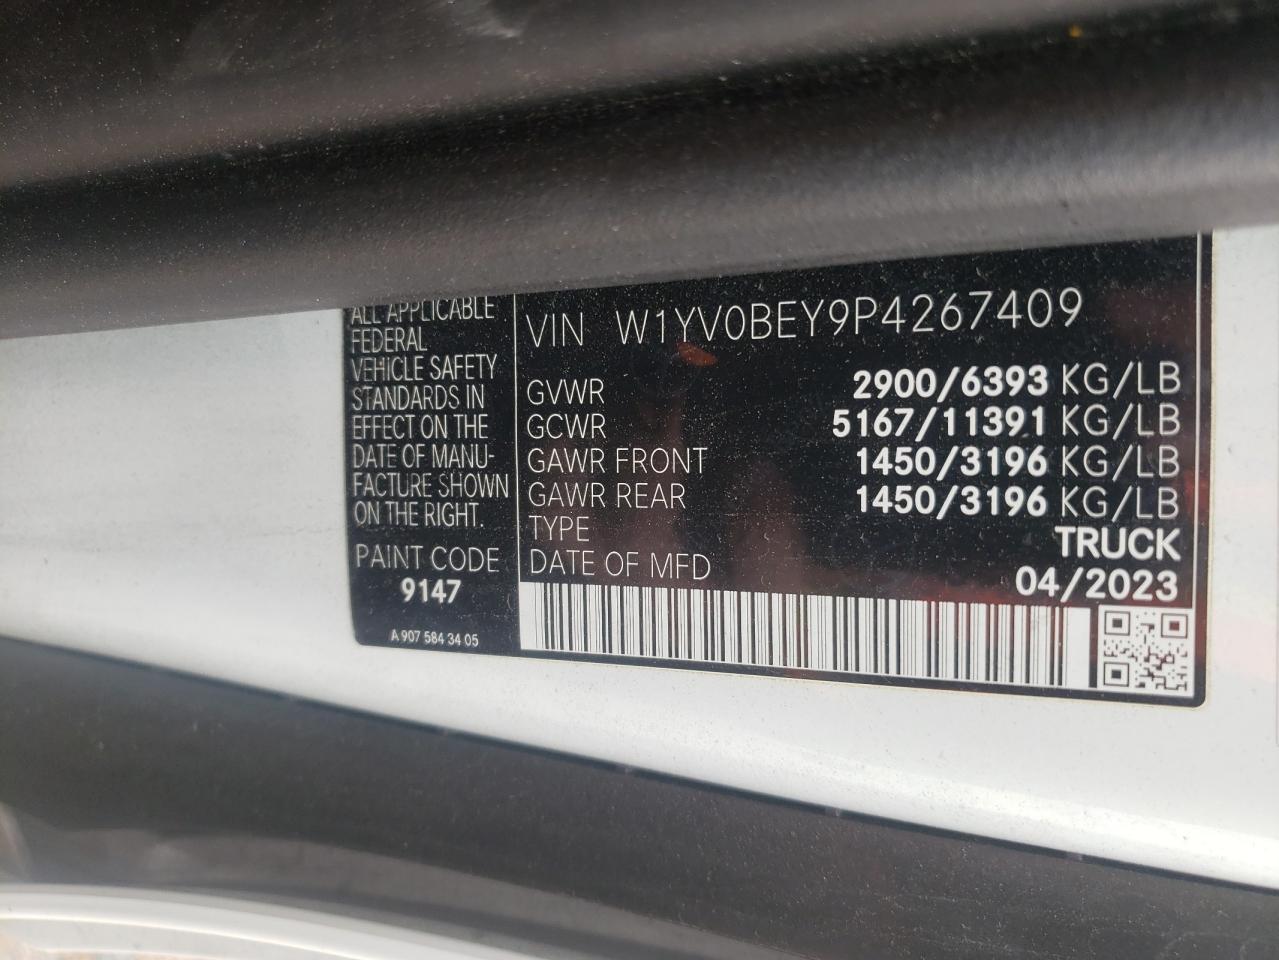 ALL APPLICABLE
FEDERAL
VEHICLE SAFETY
STANDARDS IN
EFFECT ON THE
DATE OF MANU-
FACTURE SHOWN
ON THE RIGHT.
PAINT CODE
9147
A 907 584 34 05
VIN W1YV0BEY9P4267409
GVWR 2900/6393 KG/LB
GCWR 5167/11391 KG/LB
GAWR FRONT 1450/3196 KG/LB
GAWR REAR 1450/3196 KG/LB
TYPE TRUCK
DATE OF MFD 04/2023